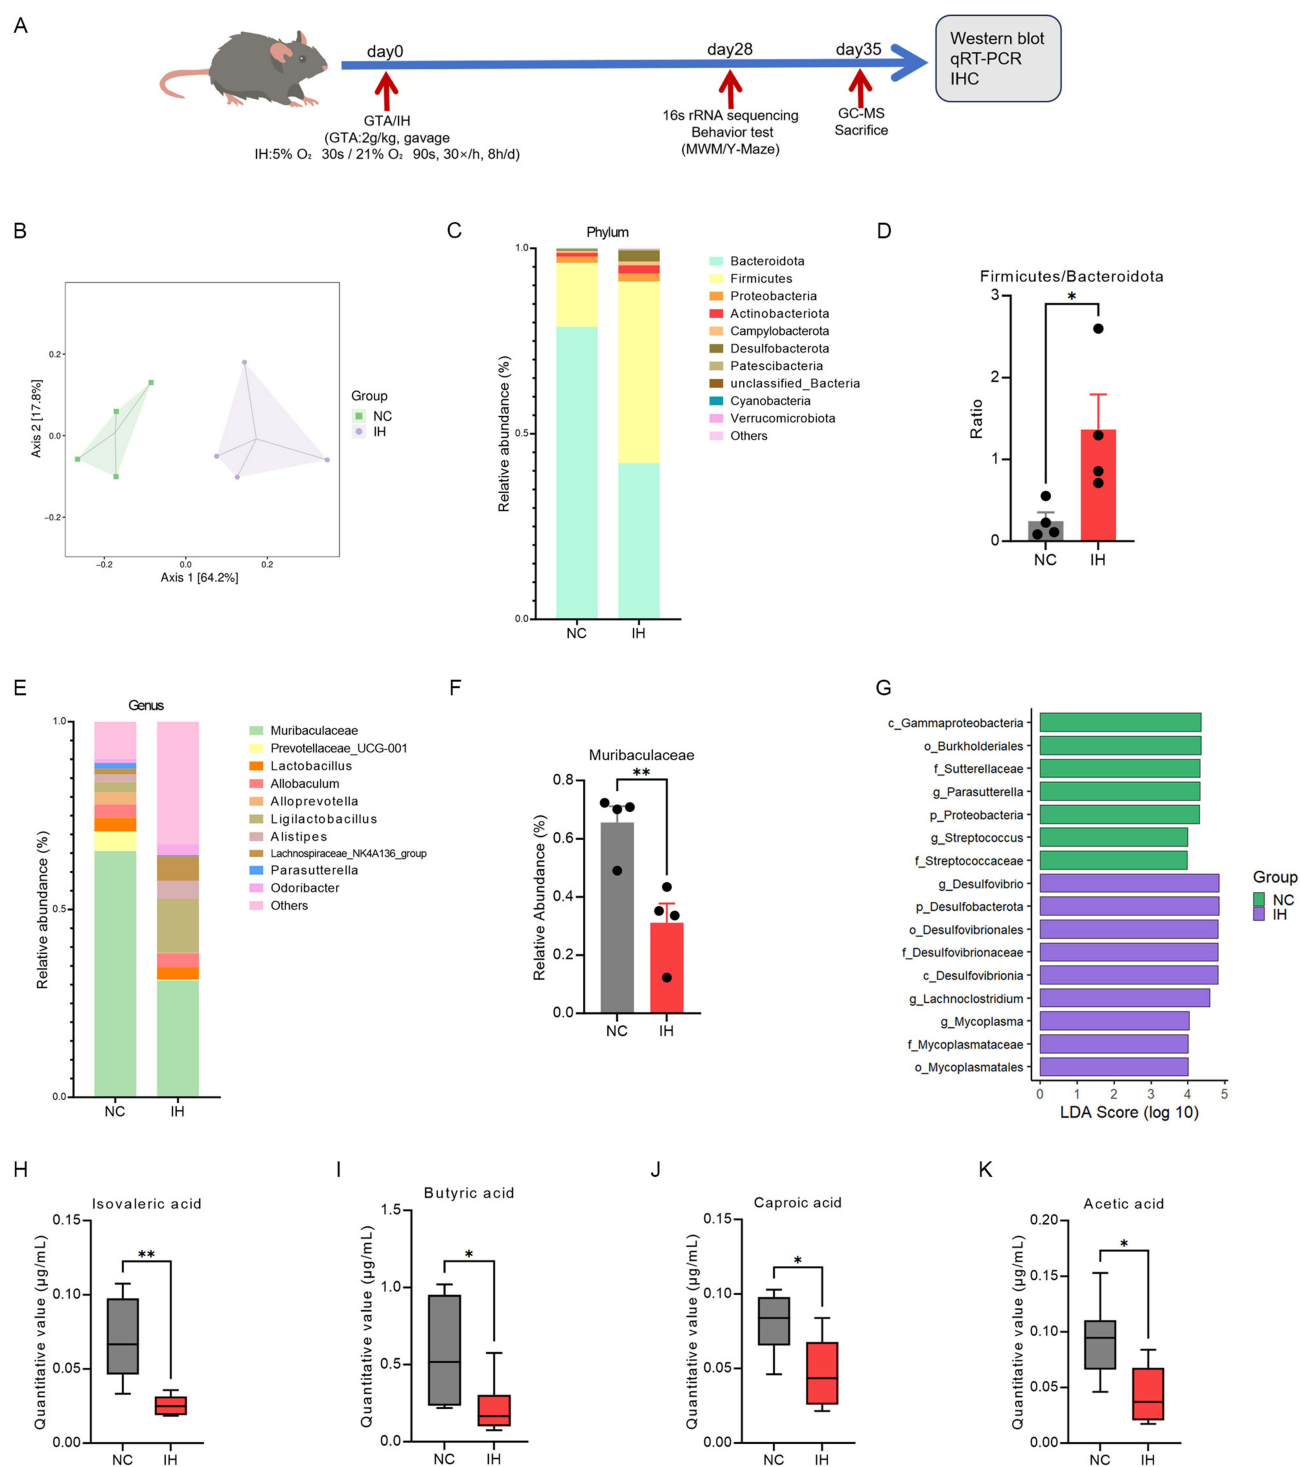 A
day0
day28
day35
Western blot
qRT-PCR
IHC
GTA/IH
(GTA:2g/kg, gavage
IH:5% O₂ 30s / 21% O₂ 90s, 30×/h, 8h/d)
16s rRNA sequencing
Behavior test
(MWM/Y-Maze)
GC-MS
Sacrifice
B
Axis 2 [17.8%]
0.2
0.0
−0.2
−0.2
0.0
0.2
Axis 1 [64.2%]
Group
NC
IH
C
Phylum
Relative abundance (%)
1.0
0.5
0.0
NC
IH
Bacteroidota
Firmicutes
Proteobacteria
Actinobacteriota
Campylobacterota
Desulfobacterota
Patescibacteria
unclassified_Bacteria
Cyanobacteria
Verrucomicrobiota
Others
D
Firmicutes/Bacteroidota
*
Ratio
3
2
1
0
NC
IH
E
Genus
Relative abundance (%)
1.0
0.5
0.0
NC
IH
Muribaculaceae
Prevotellaceae_UCG-001
Lactobacillus
Allobaculum
Alloprevotella
Ligilactobacillus
Alistipes
Lachnospiraceae_NK4A136_group
Parasutterella
Odoribacter
Others
F
Muribaculaceae
**
Relative Abundance (%)
0.8
0.6
0.4
0.2
0.0
NC
IH
G
c_Gammaproteobacteria
o_Burkholderiales
f_Sutterellaceae
g_Parasutterella
p_Proteobacteria
g_Streptococcus
f_Streptococcaceae
g_Desulfovibrio
p_Desulfobacterota
o_Desulfovibrionales
f_Desulfovibrionaceae
c_Desulfovibrionia
g_Lachnoclostridium
g_Mycoplasma
f_Mycoplasmataceae
o_Mycoplasmatales
0 1 2 3 4 5
LDA Score (log 10)
Group
NC
IH
H
Isovaleric acid
**
Quantitative value (μg/mL)
0.15
0.10
0.05
0.00
NC
IH
I
Butyric acid
*
Quantitative value (μg/mL)
1.5
1.0
0.5
0.0
NC
IH
J
Caproic acid
*
Quantitative value (μg/mL)
0.15
0.10
0.05
0.00
NC
IH
K
Acetic acid
*
Quantitative value (μg/mL)
0.20
0.15
0.10
0.05
0.00
NC
IH